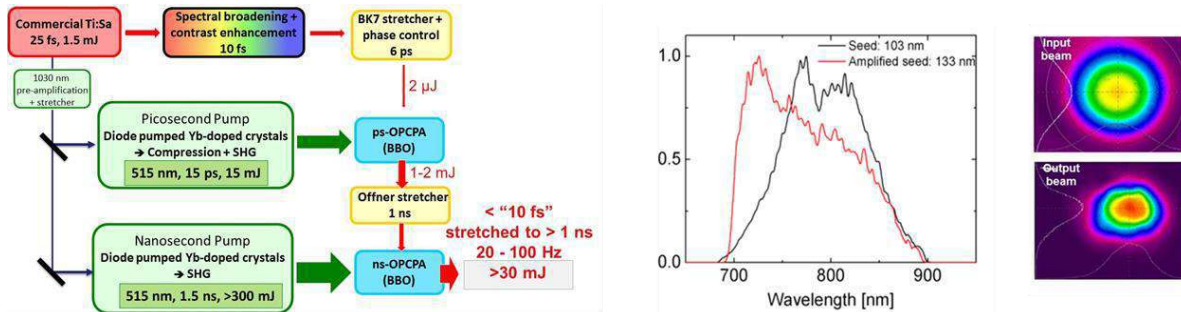 Commercial Ti:Sa
25 fs, 1.5 mJ
Spectral broadening +
contrast enhancement
10 fs
BK7 stretcher +
phase control
6 ps
1030 nm
pre-amplification
+ stretcher
2 µJ
Picosecond Pump
Diode pumped Yb-doped crystals
➔ Compression + SHG
515 nm, 15 ps, 15 mJ
ps-OPCPA
(BBO)
1-2 mJ
Offner stretcher
1 ns
Nanosecond Pump
Diode pumped Yb-doped crystals
➔ SHG
515 nm, 1.5 ns, >300 mJ
ns-OPCPA
(BBO)
< “10 fs”
stretched to > 1 ns
20 - 100 Hz
>30 mJ
Seed: 103 nm
Amplified seed: 133 nm
1.0
0.5
0.0
700
800
900
Wavelength [nm]
Input
beam
Output
beam